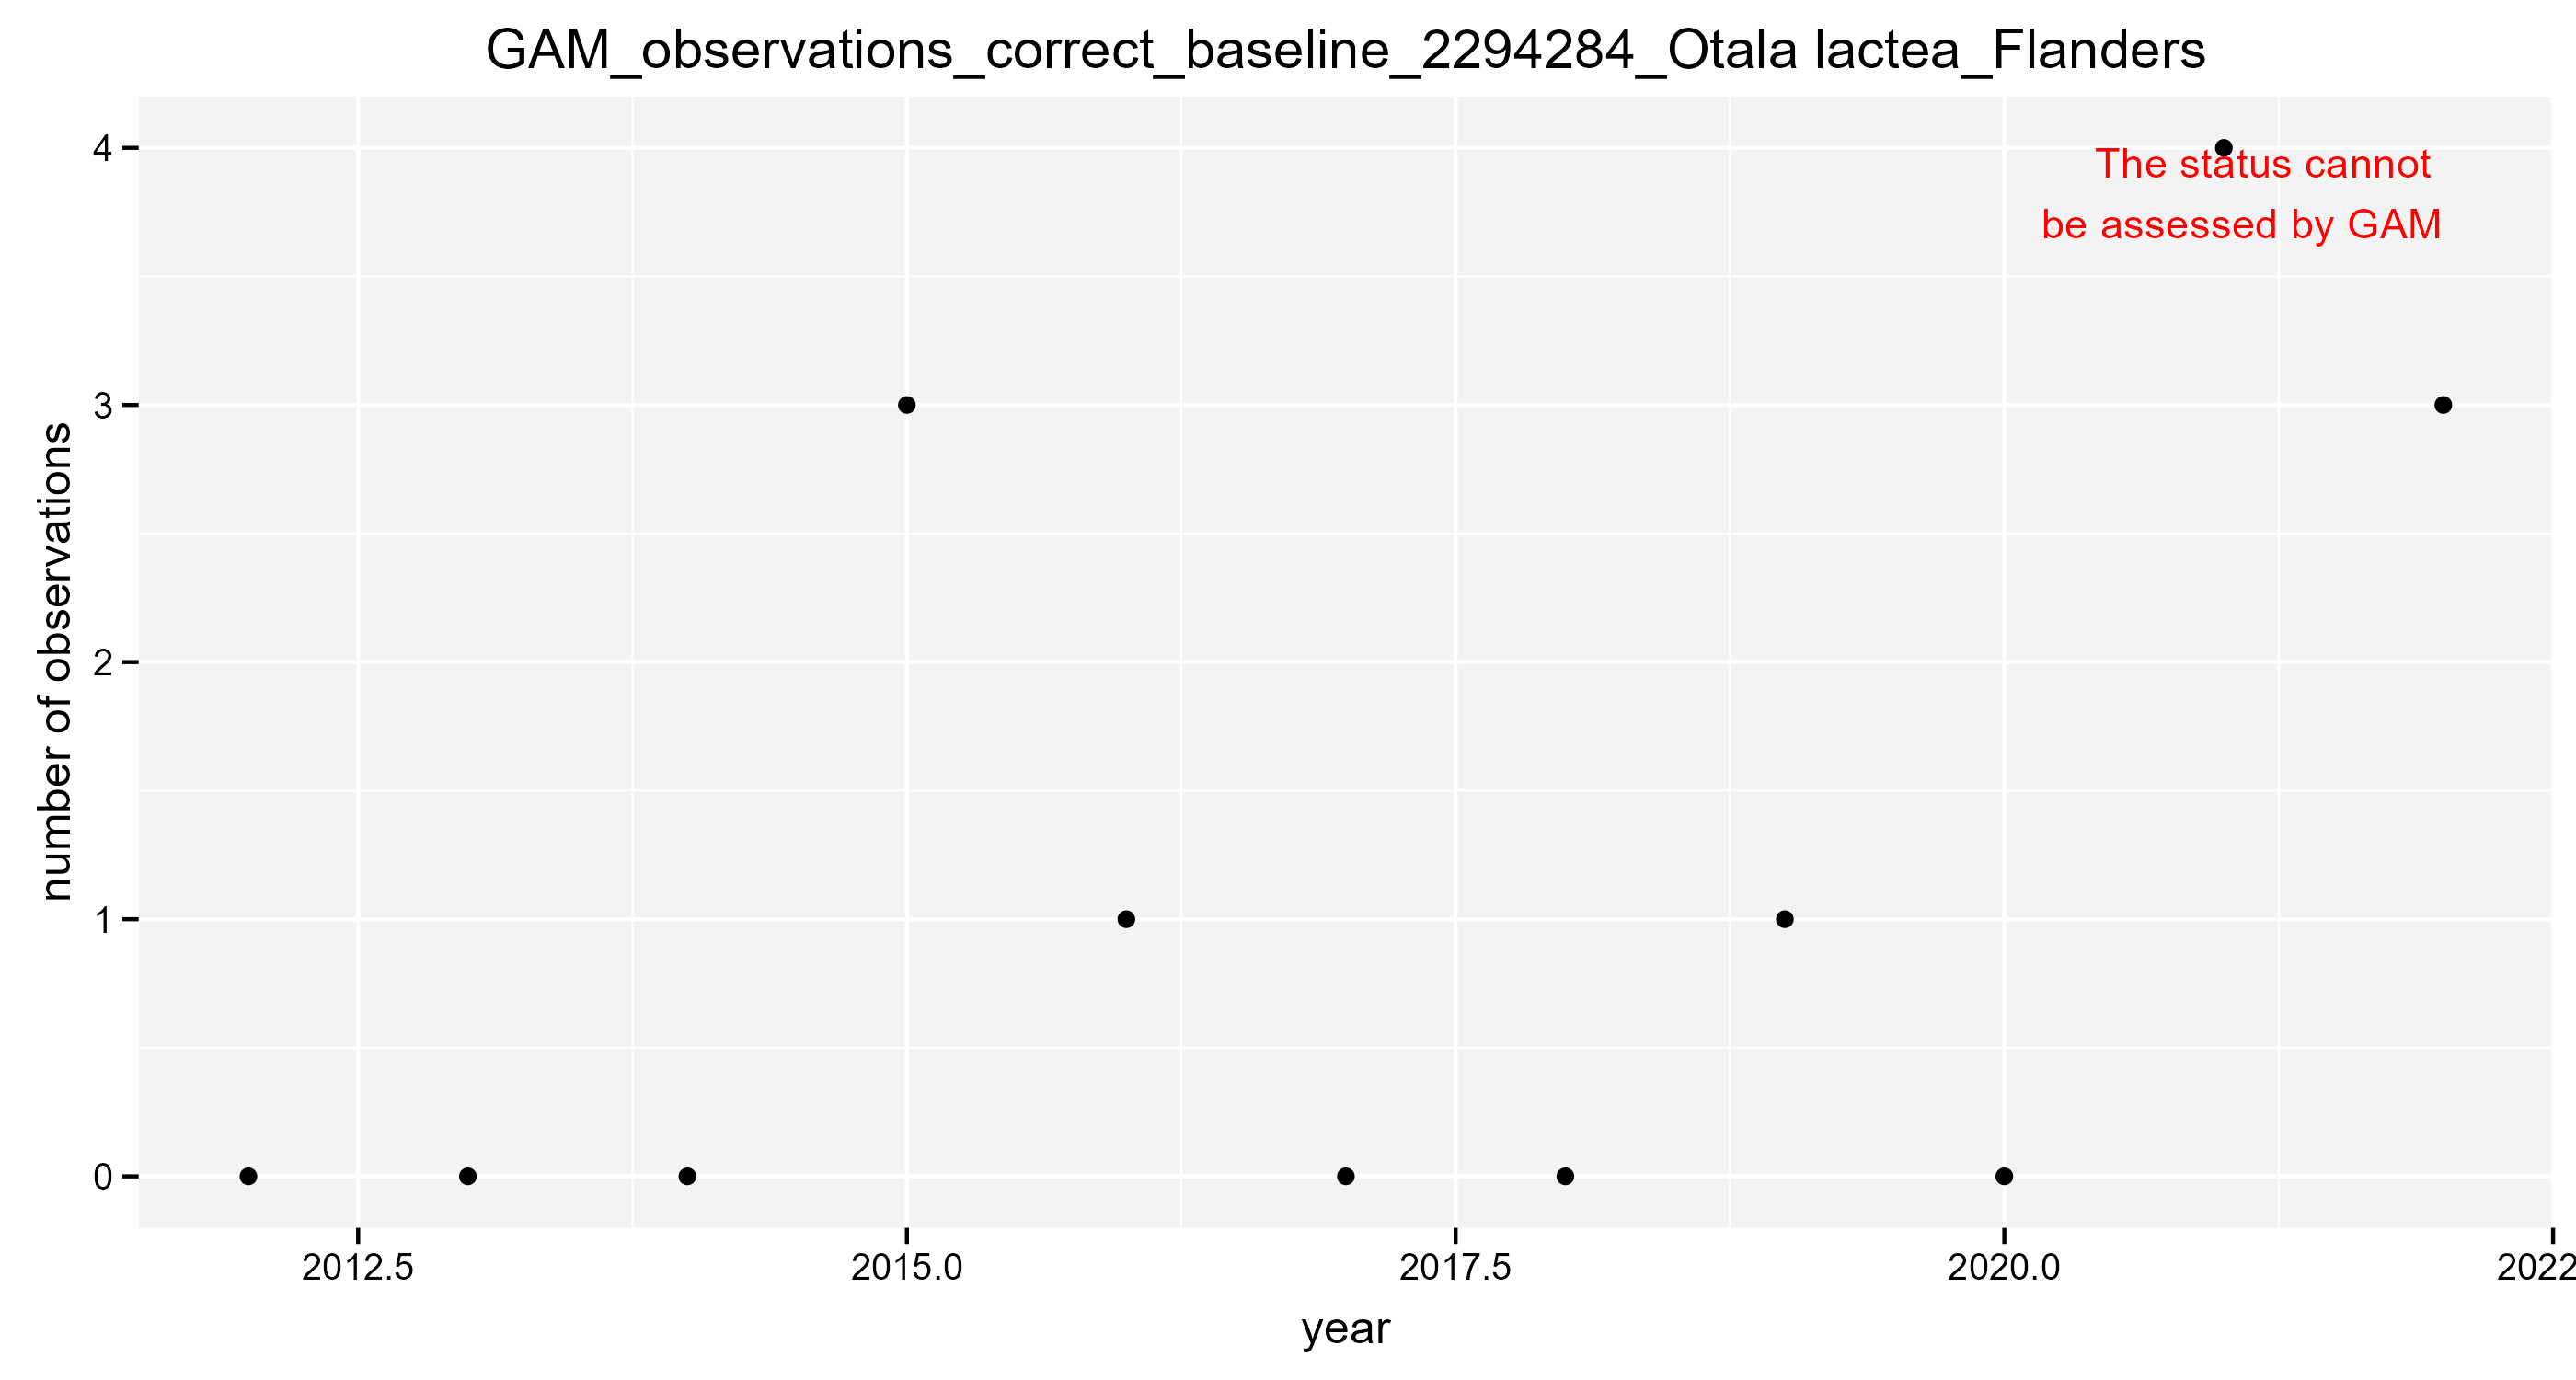 GAM_observations_correct_baseline_2294284_Otala lactea_Flanders
4
The status cannot
be assessed by GAM
3
number of observations
2
1
0
2012.5 2015.0 2017.5 2020.0 2022
year